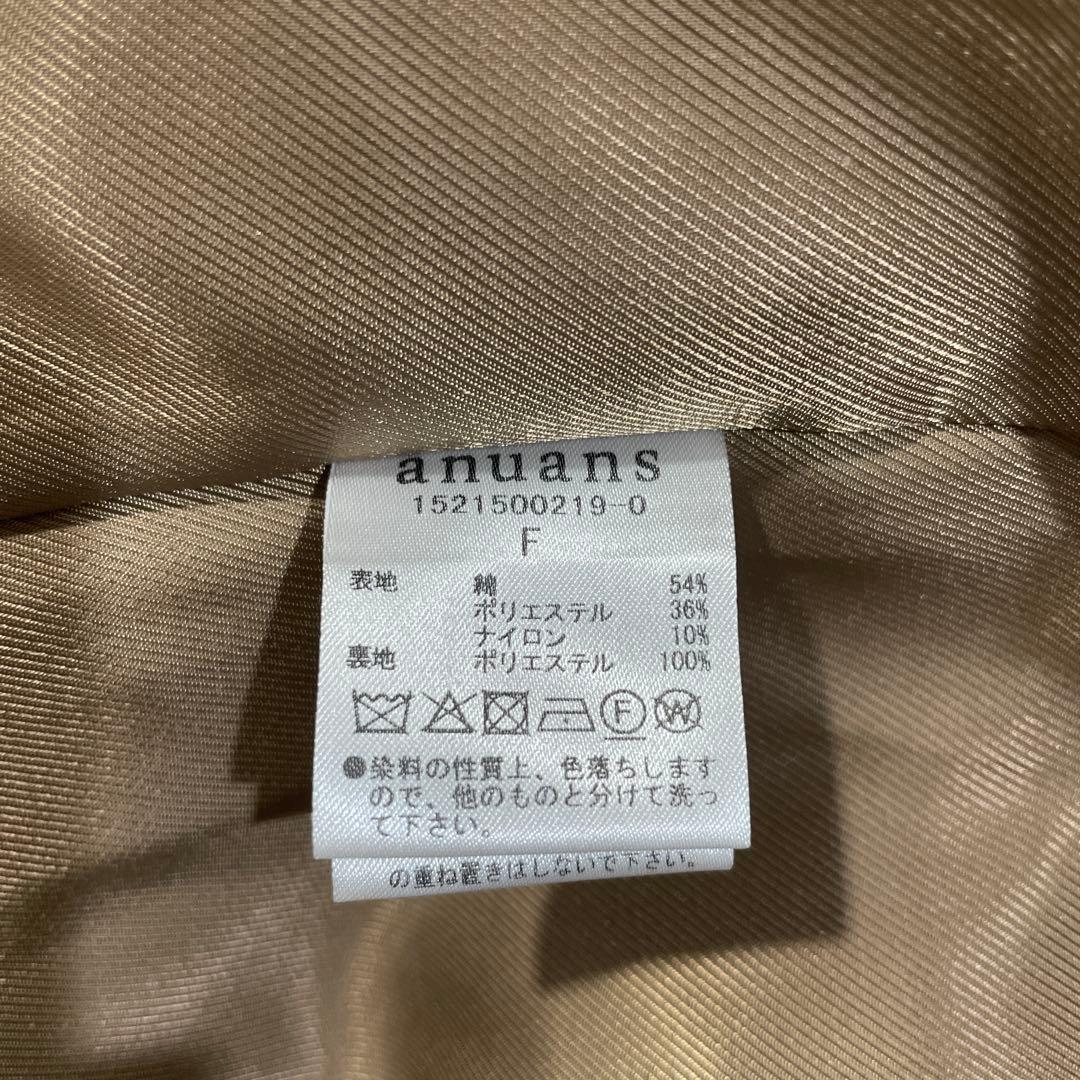 anuans
1521500219-0
F
表地 綿 54%
ポリエステル 36%
ナイロン 10%
裏地 ポリエステル 100%
F W
●染料の性質上、色落ちします
ので、他のものと分けて洗っ
て下さい。
の重ね置きはしないで下さい。